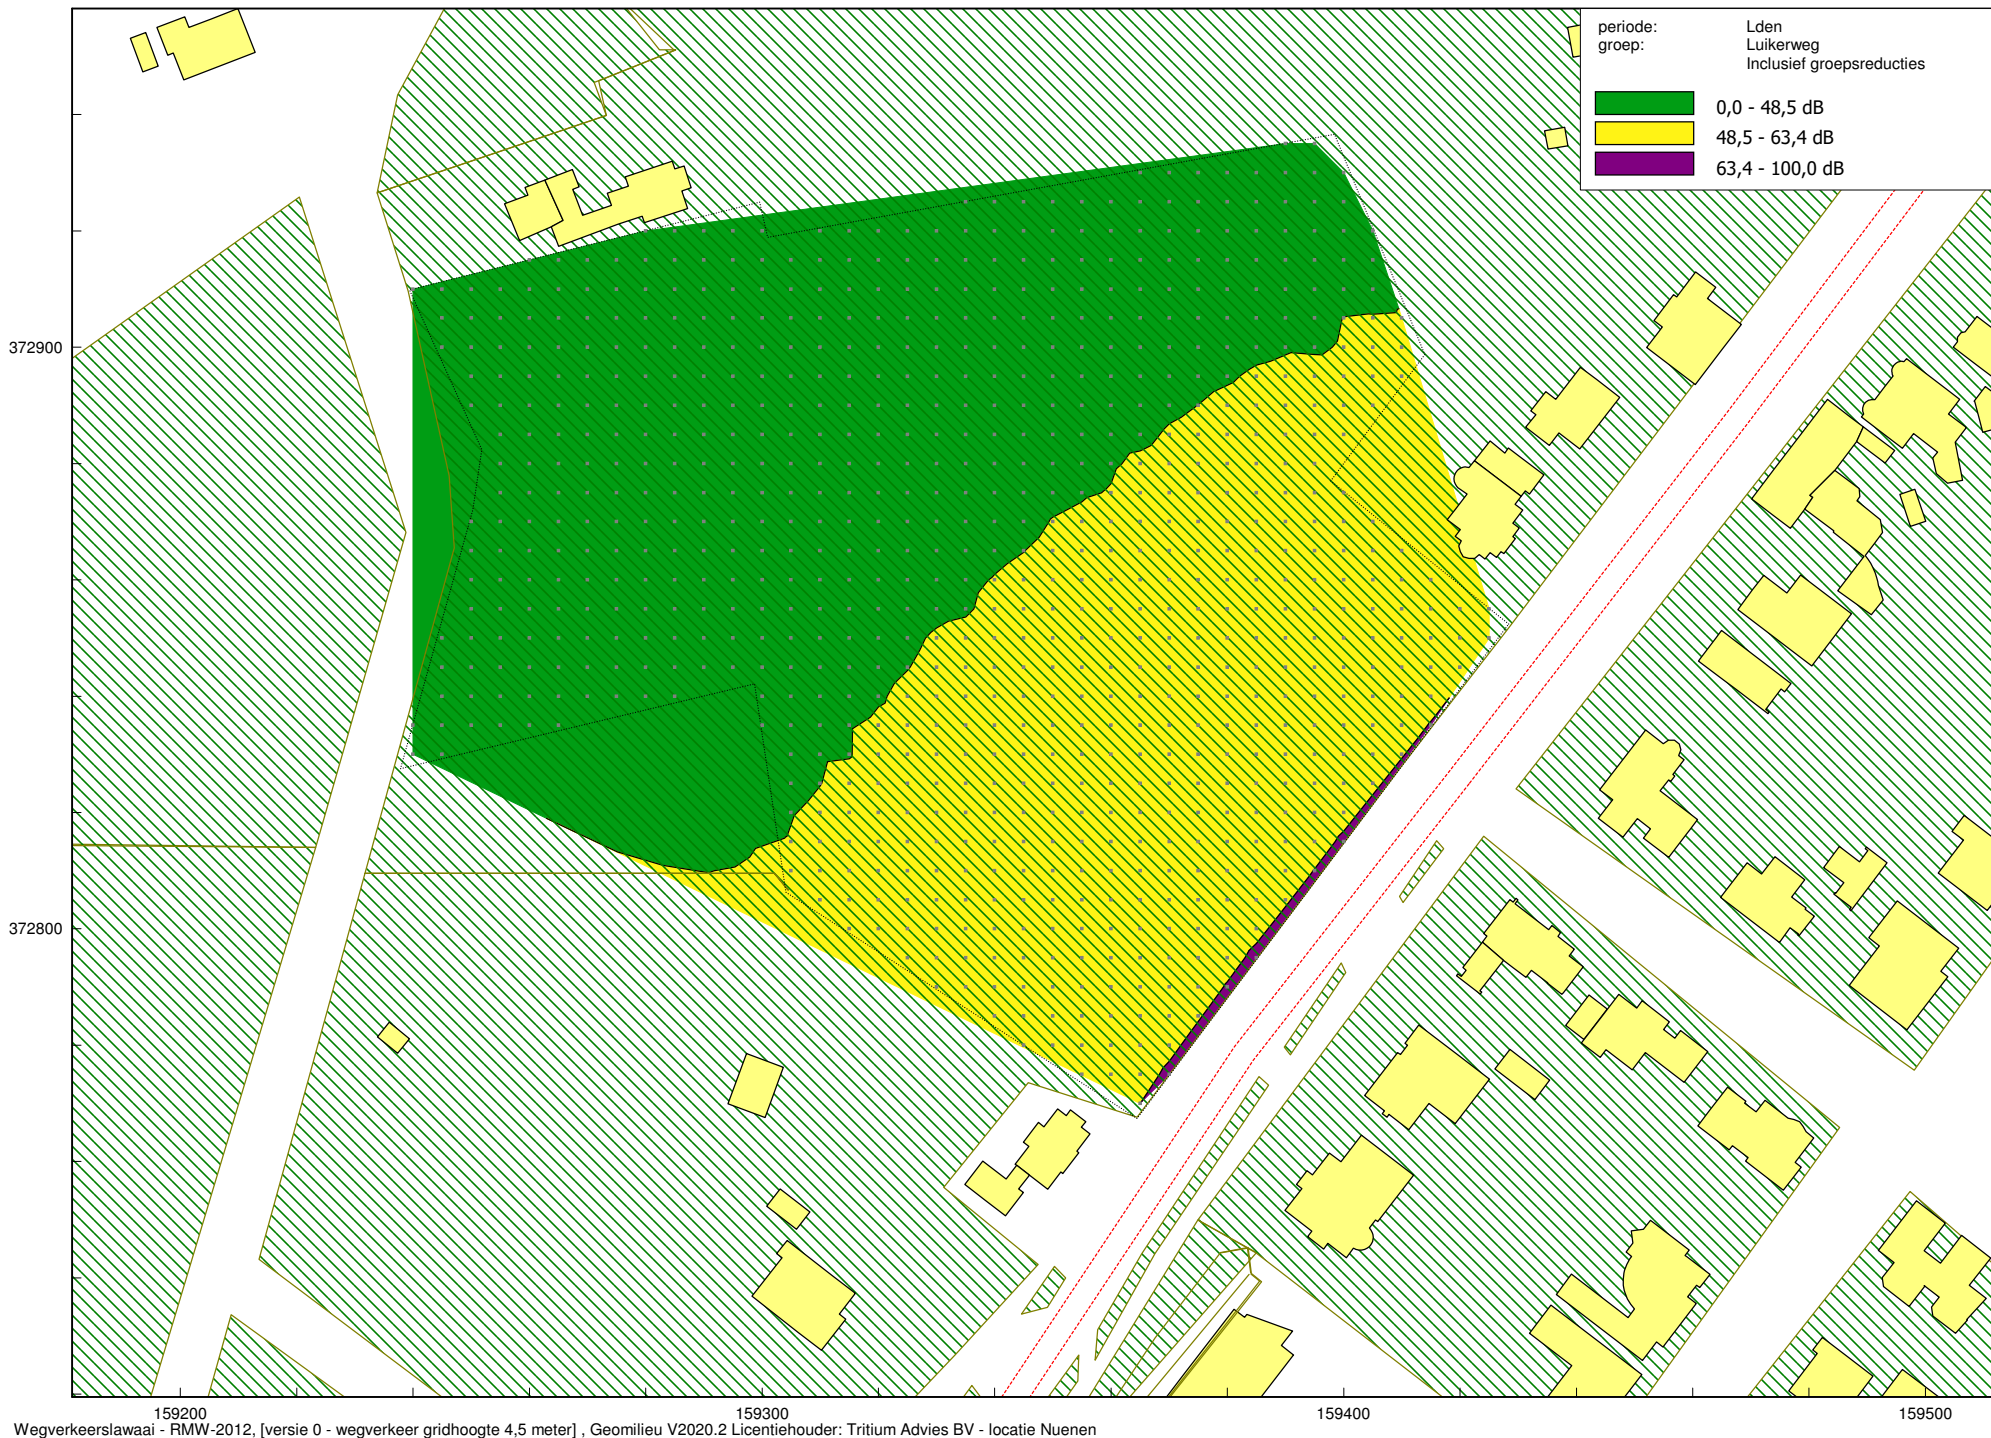 periode: Lden
groep: Luikerweg
Inclusief groepsreducties
0,0 - 48,5 dB
48,5 - 63,4 dB
63,4 - 100,0 dB
372900
372800
159200 159300 159400 159500
Wegverkeerslawaai - RMW-2012, [versie 0 - wegverkeer gridhoogte 4,5 meter] , Geomilieu V2020.2 Licentiehouder: Tritium Advies BV - locatie Nuenen